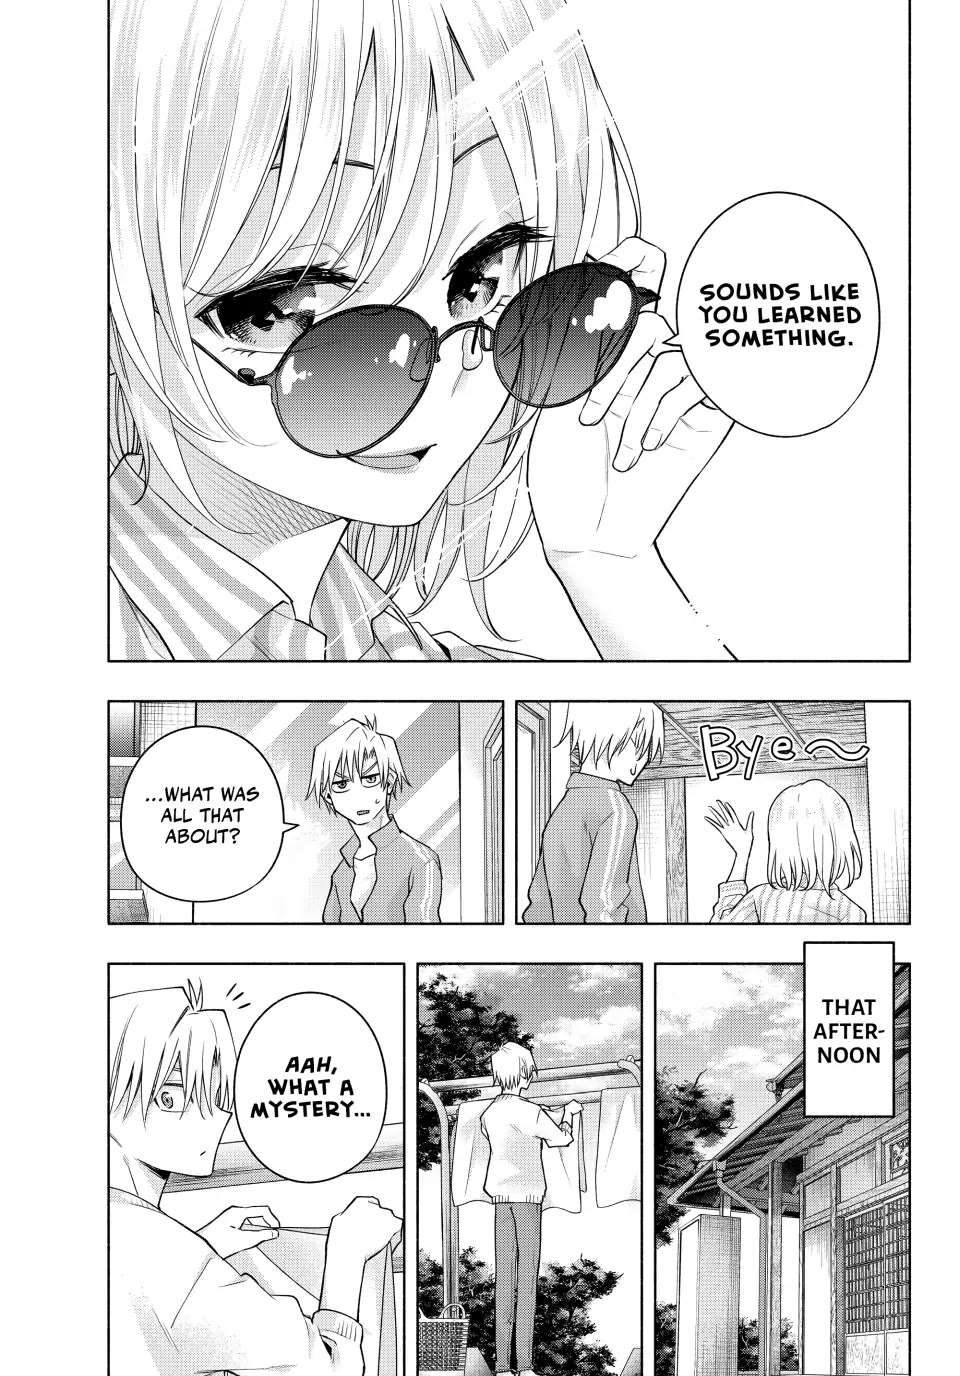 SOUNDS LIKE
YOU LEARNED
SOMETHING.
Bye~
...WHAT WAS
ALL THAT
ABOUT?
THAT
AFTER-
NOON
AAH,
WHAT A
MYSTERY...